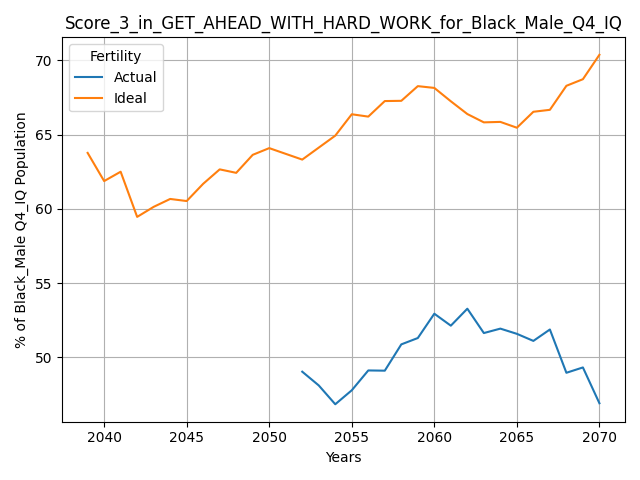 Score_3_in_GET_AHEAD_WITH_HARD_WORK_for_Black_Male_Q4_IQ
Fertility
Actual
Ideal
% of Black_Male Q4_IQ Population
70
65
60
55
50
2040
2045
2050
2055
2060
2065
2070
Years